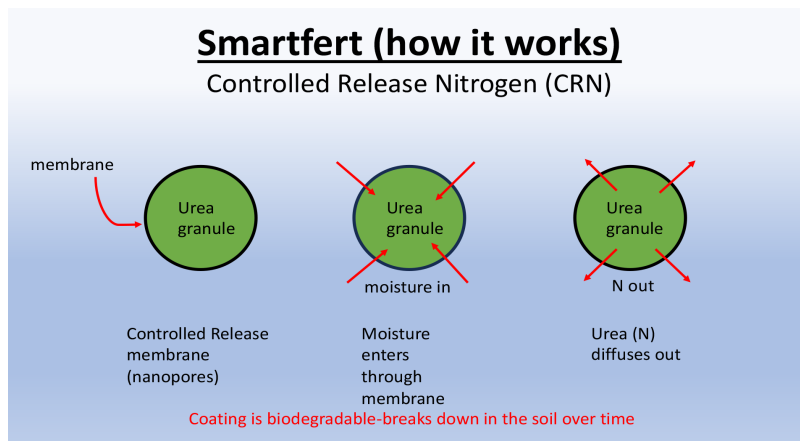 Smartfert (how it works)
Controlled Release Nitrogen (CRN)
membrane
Urea
granule
Urea
granule
Urea
granule
moisture in
N out
Controlled Release
membrane
(nanopores)
Moisture
enters
through
membrane
Urea (N)
diffuses out
Coating is biodegradable-breaks down in the soil over time